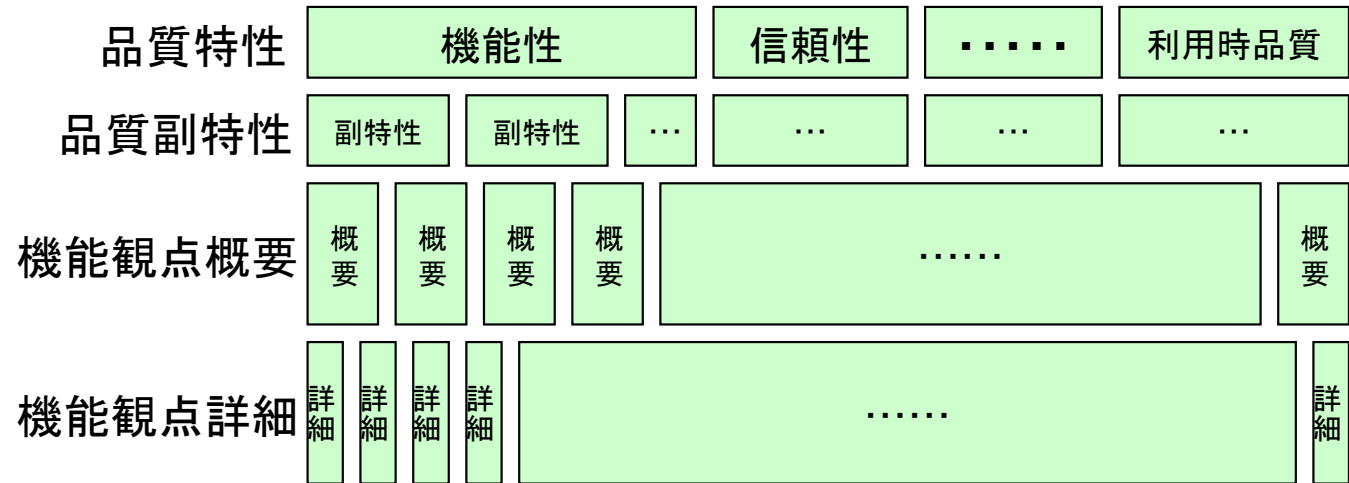 品質特性 機能性 信頼性 ・・・・・ 利用時品質
品質副特性 副特性 副特性 … … … …
機能観点概要 概要 概要 概要 概要 …… 概要
機能観点詳細 詳細 詳細 詳細 詳細 …… 詳細